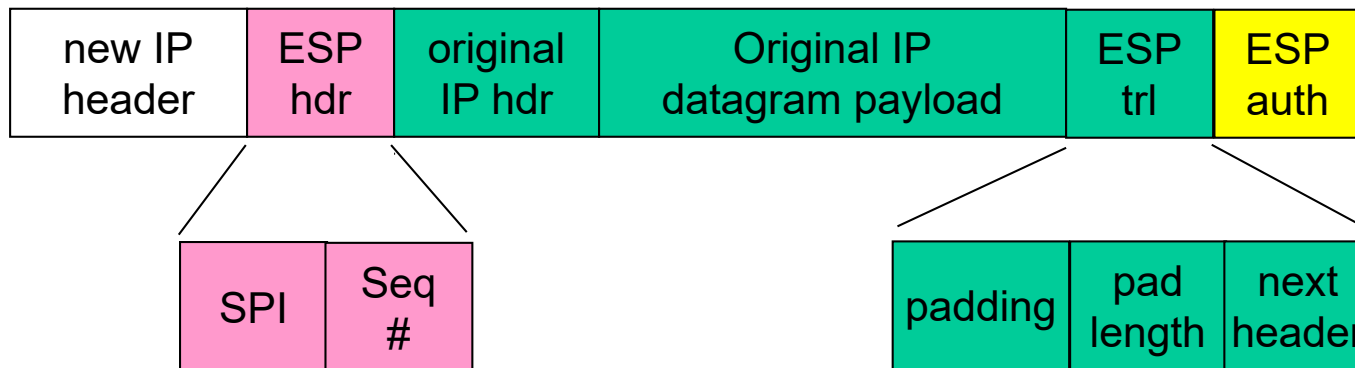 new IP
header
ESP
hdr
original
IP hdr
Original IP
datagram payload
ESP
trl
ESP
auth
SPI
Seq
#
padding
pad
length
next
header